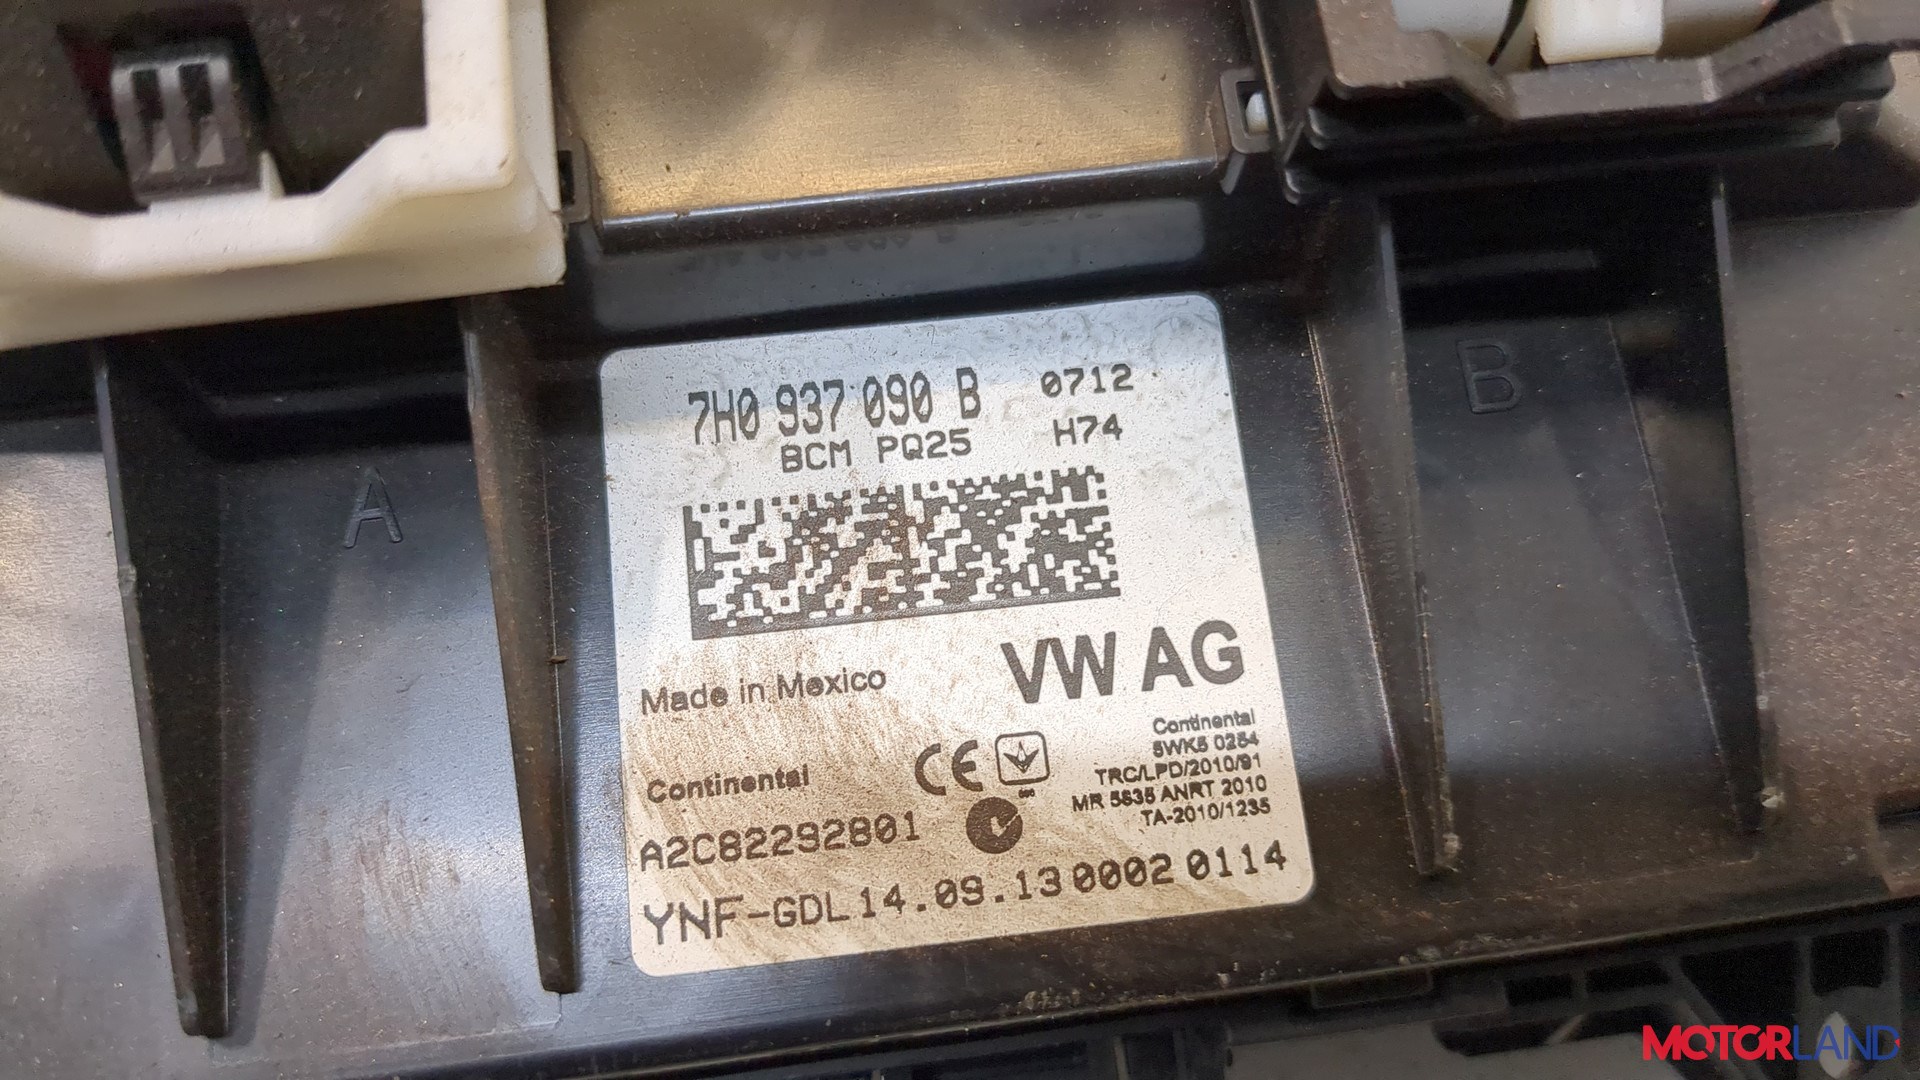 7H0 937 090 B 0712
BCM PQ25 H74
A
B
Made in Mexico
VW AG
Continental
5WK5 0254
TRC/LPD/2010/91
MR 5635 ANRT 2010
TA-2010/1235
Continental
CE
A2C82292801
YNF-GDL 14.09.13 0002 0114
MOTORLAND